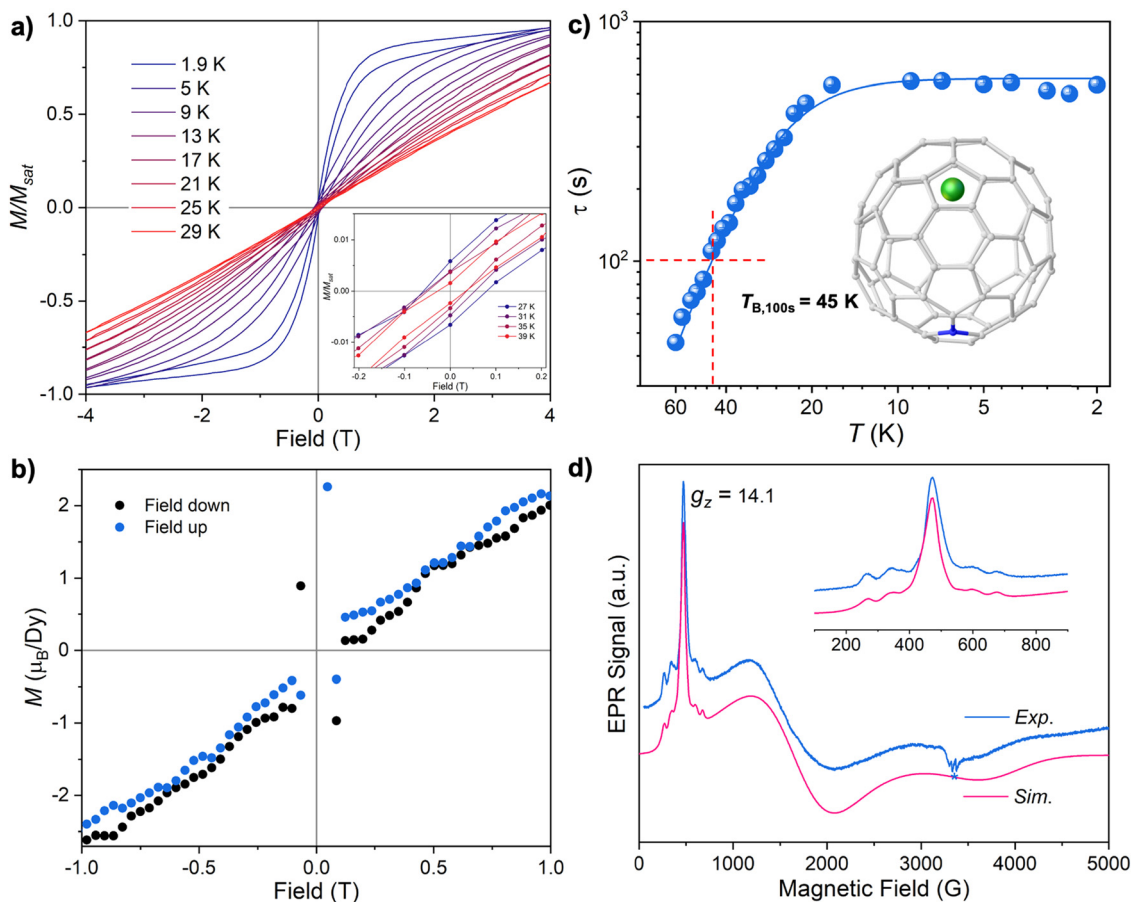 a)
1.0
0.5
0.0
-0.5
-1.0
M/Msat
1.9 K
5 K
9 K
13 K
17 K
21 K
25 K
29 K
0.01
0.00
-0.01
M/Msat
27 K
31 K
35 K
39 K
-0.2 -0.1 0.0 0.1 0.2
Field (T)
-4 -2 0 2 4
Field (T)
c)
10³
10²
τ (s)
TB,100s = 45 K
60 40 20 10 5 2
T (K)
b)
2
1
0
-1
-2
M (μB/Dy)
Field down
Field up
-1.0 -0.5 0.0 0.5 1.0
Field (T)
d)
EPR Signal (a.u.)
gz = 14.1
200 400 600 800
Exp.
*
Sim.
0 1000 2000 3000 4000 5000
Magnetic Field (G)